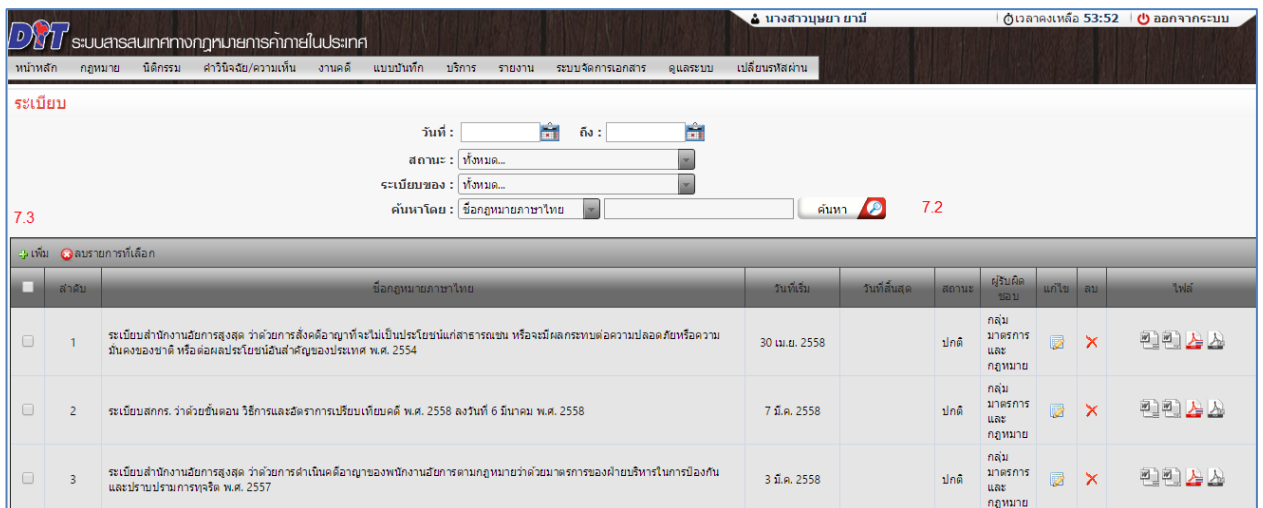 นางสาวบุษยา ยามี เวลาคงเหลือ 53:52 ออกจากระบบ
DIT ระบบสารสนเทศทางกฎหมายการค้าภายในประเทศ
หน้าหลัก กฎหมาย นิติกรรม คำวินิจฉัย/ความเห็น งานคดี แบบบันทึก บริการ รายงาน ระบบจัดการเอกสาร ดูแลระบบ เปลี่ยนรหัสผ่าน
ระเบียบ
วันที่ : ถึง :
สถานะ : ทั้งหมด...
ระเบียบของ : ทั้งหมด...
ค้นหาโดย : ชื่อกฎหมายภาษาไทย ค้นหา 7.2
7.3
เพิ่ม ลบรายการที่เลือก
ลำดับ ชื่อกฎหมายภาษาไทย วันที่เริ่ม วันที่สิ้นสุด สถานะ ผู้รับผิด แก้ไข ลบ ไฟล์
ชอบ
1 ระเบียบสำนักงานอัยการสูงสุด ว่าด้วยการสั่งคดีอาญาที่จะไม่เป็นประโยชน์แก่สาธารณชน หรือจะมีผลกระทบต่อความปลอดภัยหรือความ
มั่นคงของชาติ หรือต่อผลประโยชน์อันสำคัญของประเทศ พ.ศ. 2554
30 เม.ย. 2558 ปกติ
กลุ่ม
มาตรการ
และ
กฎหมาย
2 ระเบียบสกกร. ว่าด้วยขั้นตอน วิธีการและอัตราการเปรียบเทียบคดี พ.ศ. 2558 ลงวันที่ 6 มีนาคม พ.ศ. 2558 7 มี.ค. 2558 ปกติ
กลุ่ม
มาตรการ
และ
กฎหมาย
3 ระเบียบสำนักงานอัยการสูงสุด ว่าด้วยการดำเนินคดีอาญาของพนักงานอัยการตามกฎหมายว่าด้วยมาตรการของฝ่ายบริหารในการป้องกัน
และปราบปรามการทุจริต พ.ศ. 2557
3 มี.ค. 2558 ปกติ
กลุ่ม
มาตรการ
และ
กฎหมาย